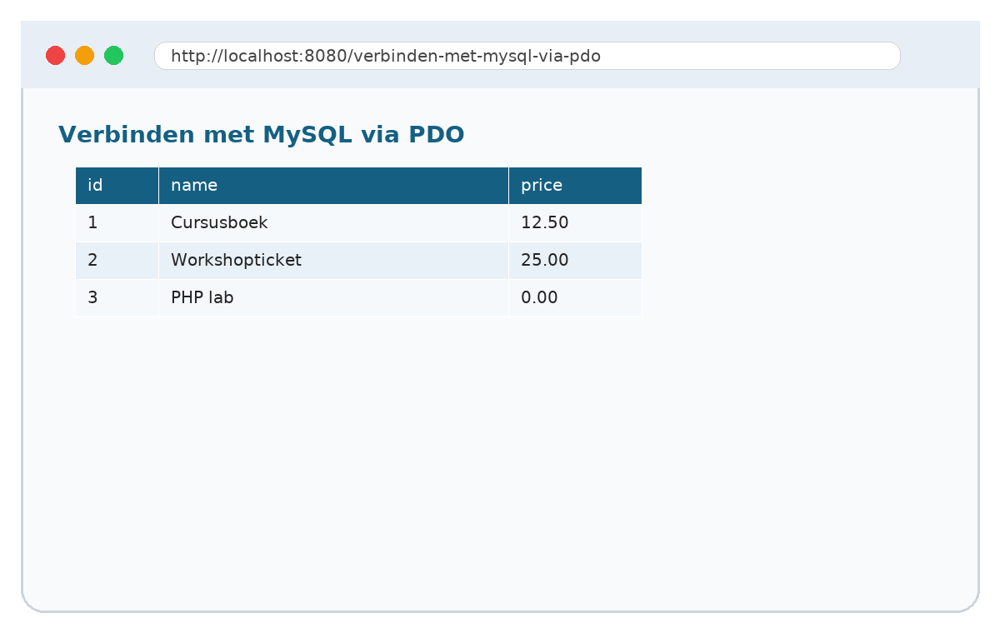 http://localhost:8080/verbinden-met-mysql-via-pdo
Verbinden met MySQL via PDO
id name price
1 Cursusboek 12.50
2 Workshopticket 25.00
3 PHP lab 0.00